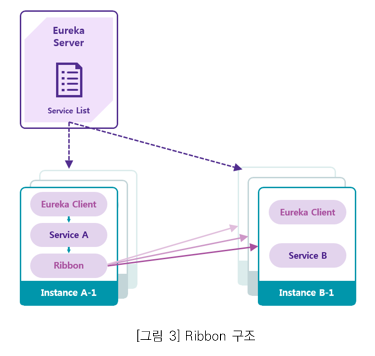 Eureka
Server
Service List
Eureka Client
Service A
Ribbon
Instance A-1
Eureka Client
Service B
Instance B-1
[그림 3] Ribbon 구조